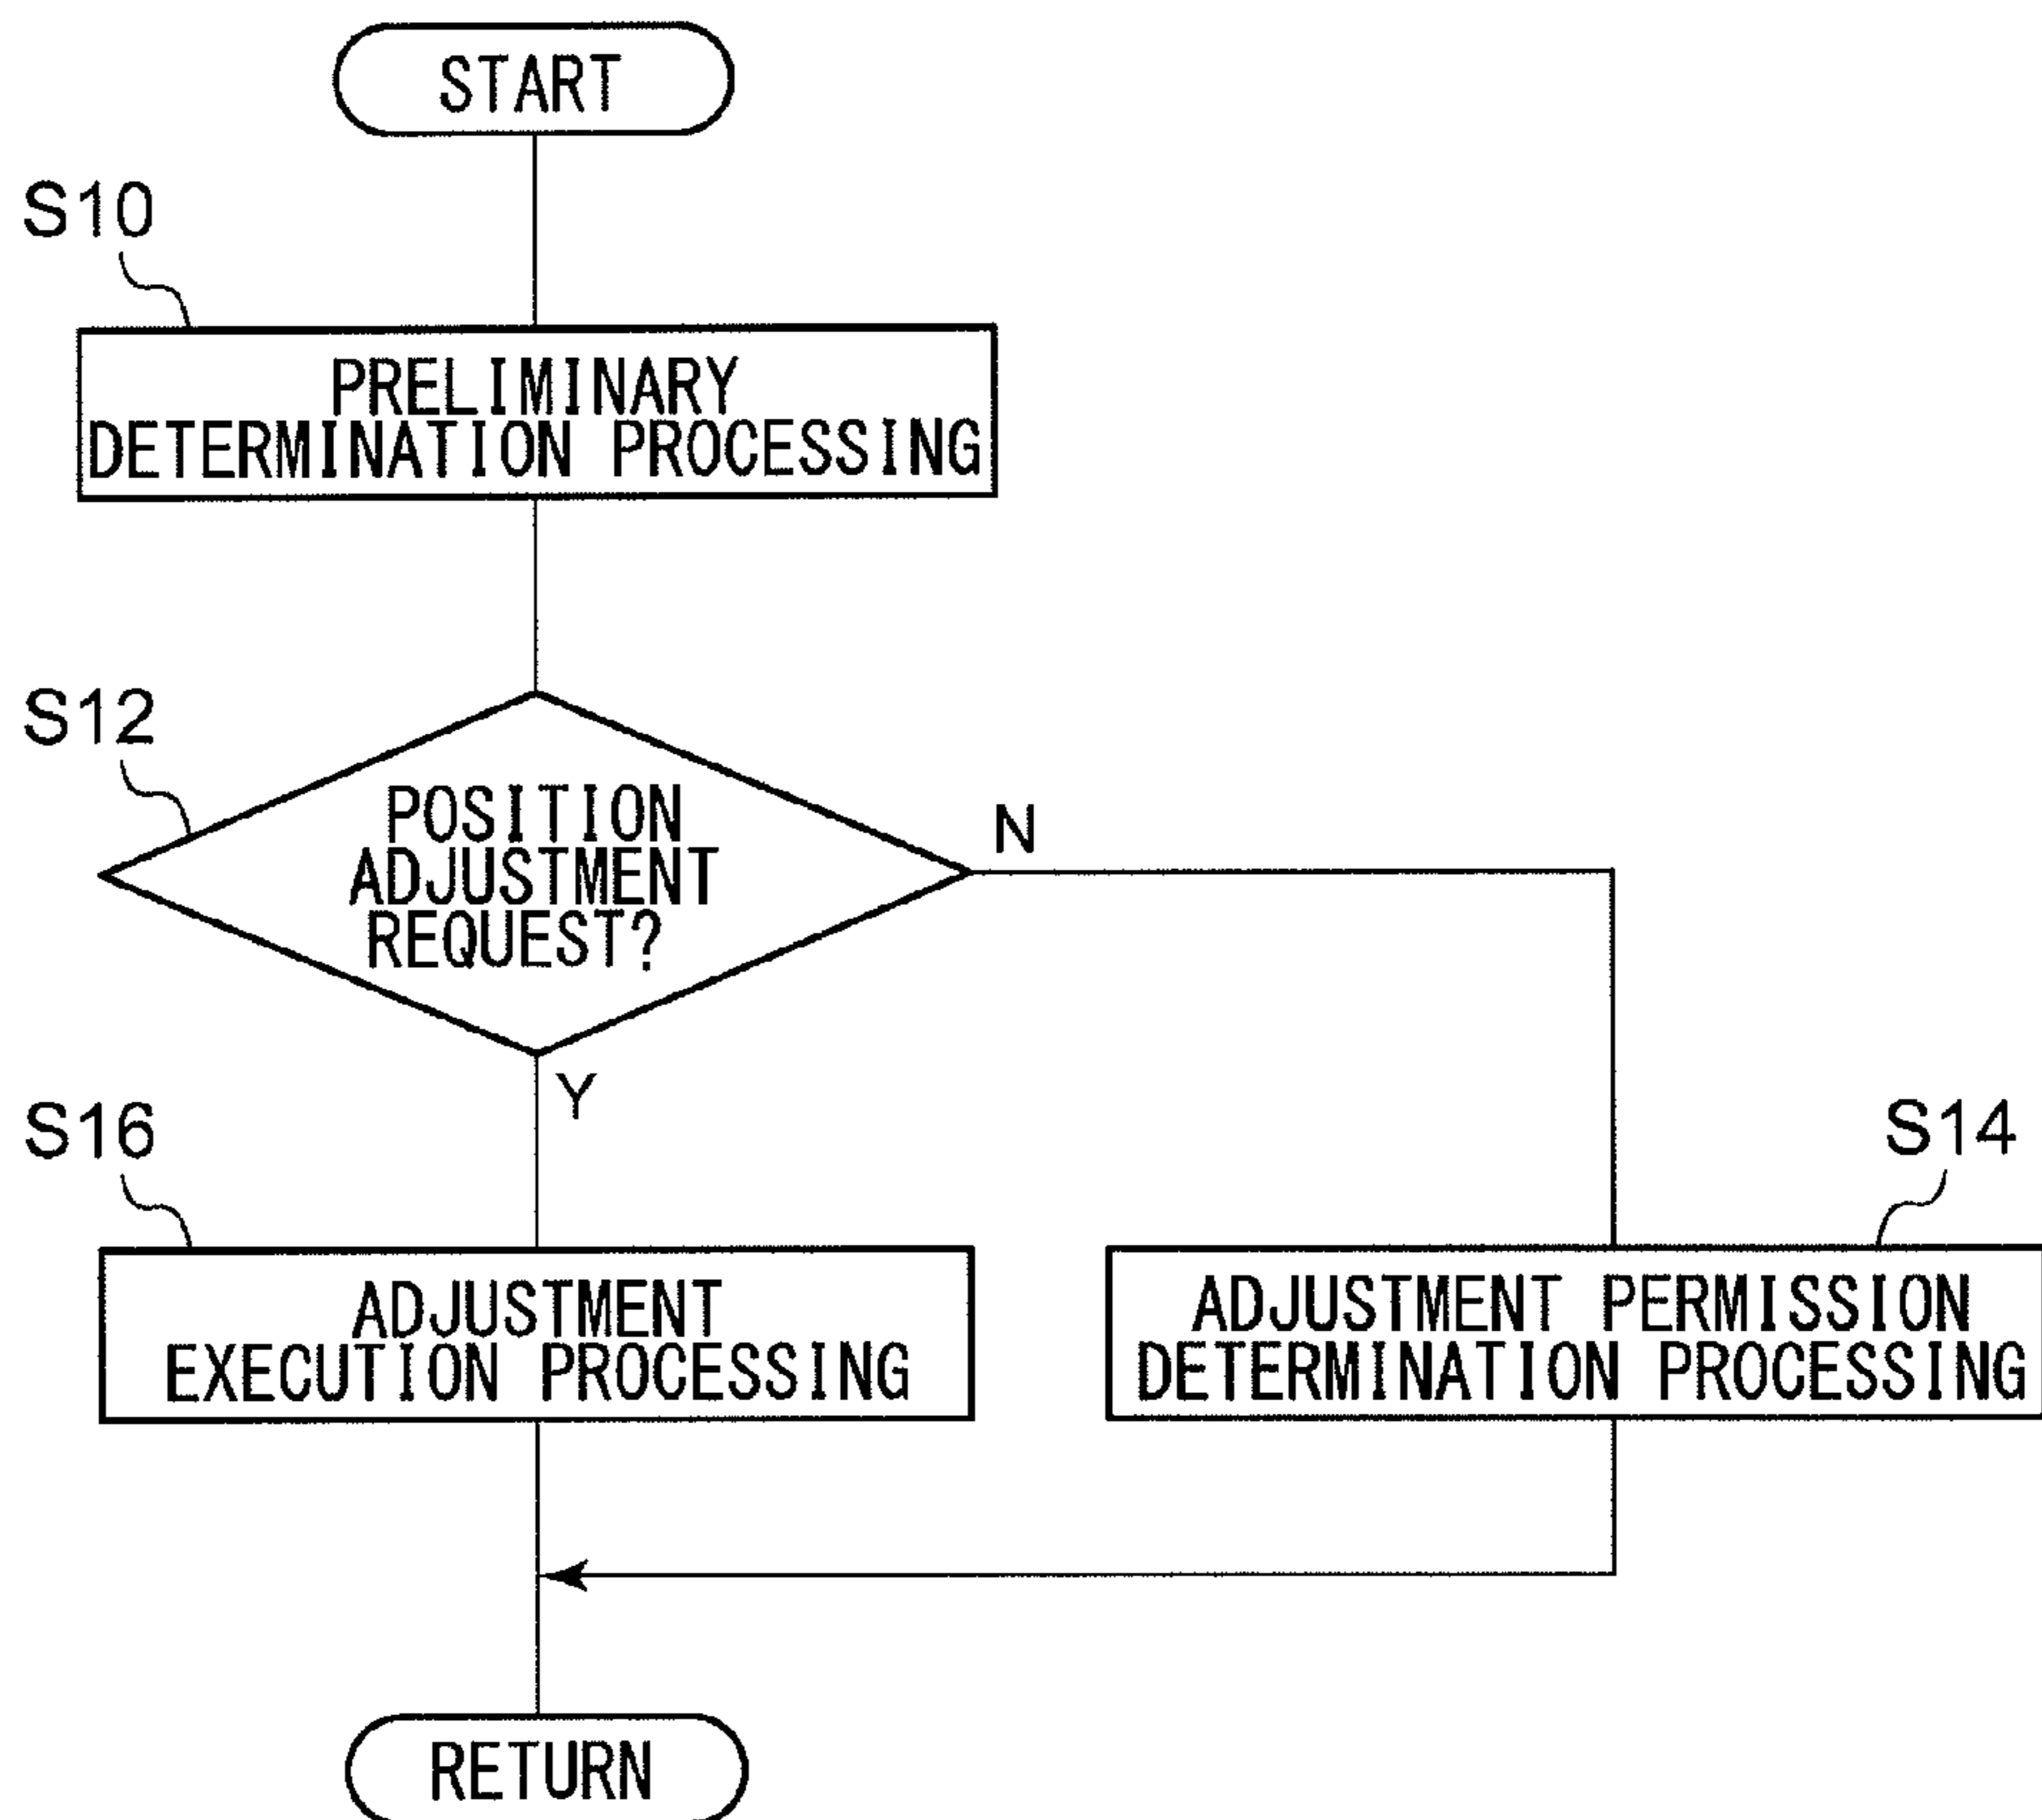 START
S10
PRELIMINARY
DETERMINATION PROCESSING
S12
POSITION
ADJUSTMENT
REQUEST?
N
Y
S16
S14
ADJUSTMENT
EXECUTION PROCESSING
ADJUSTMENT PERMISSION
DETERMINATION PROCESSING
RETURN